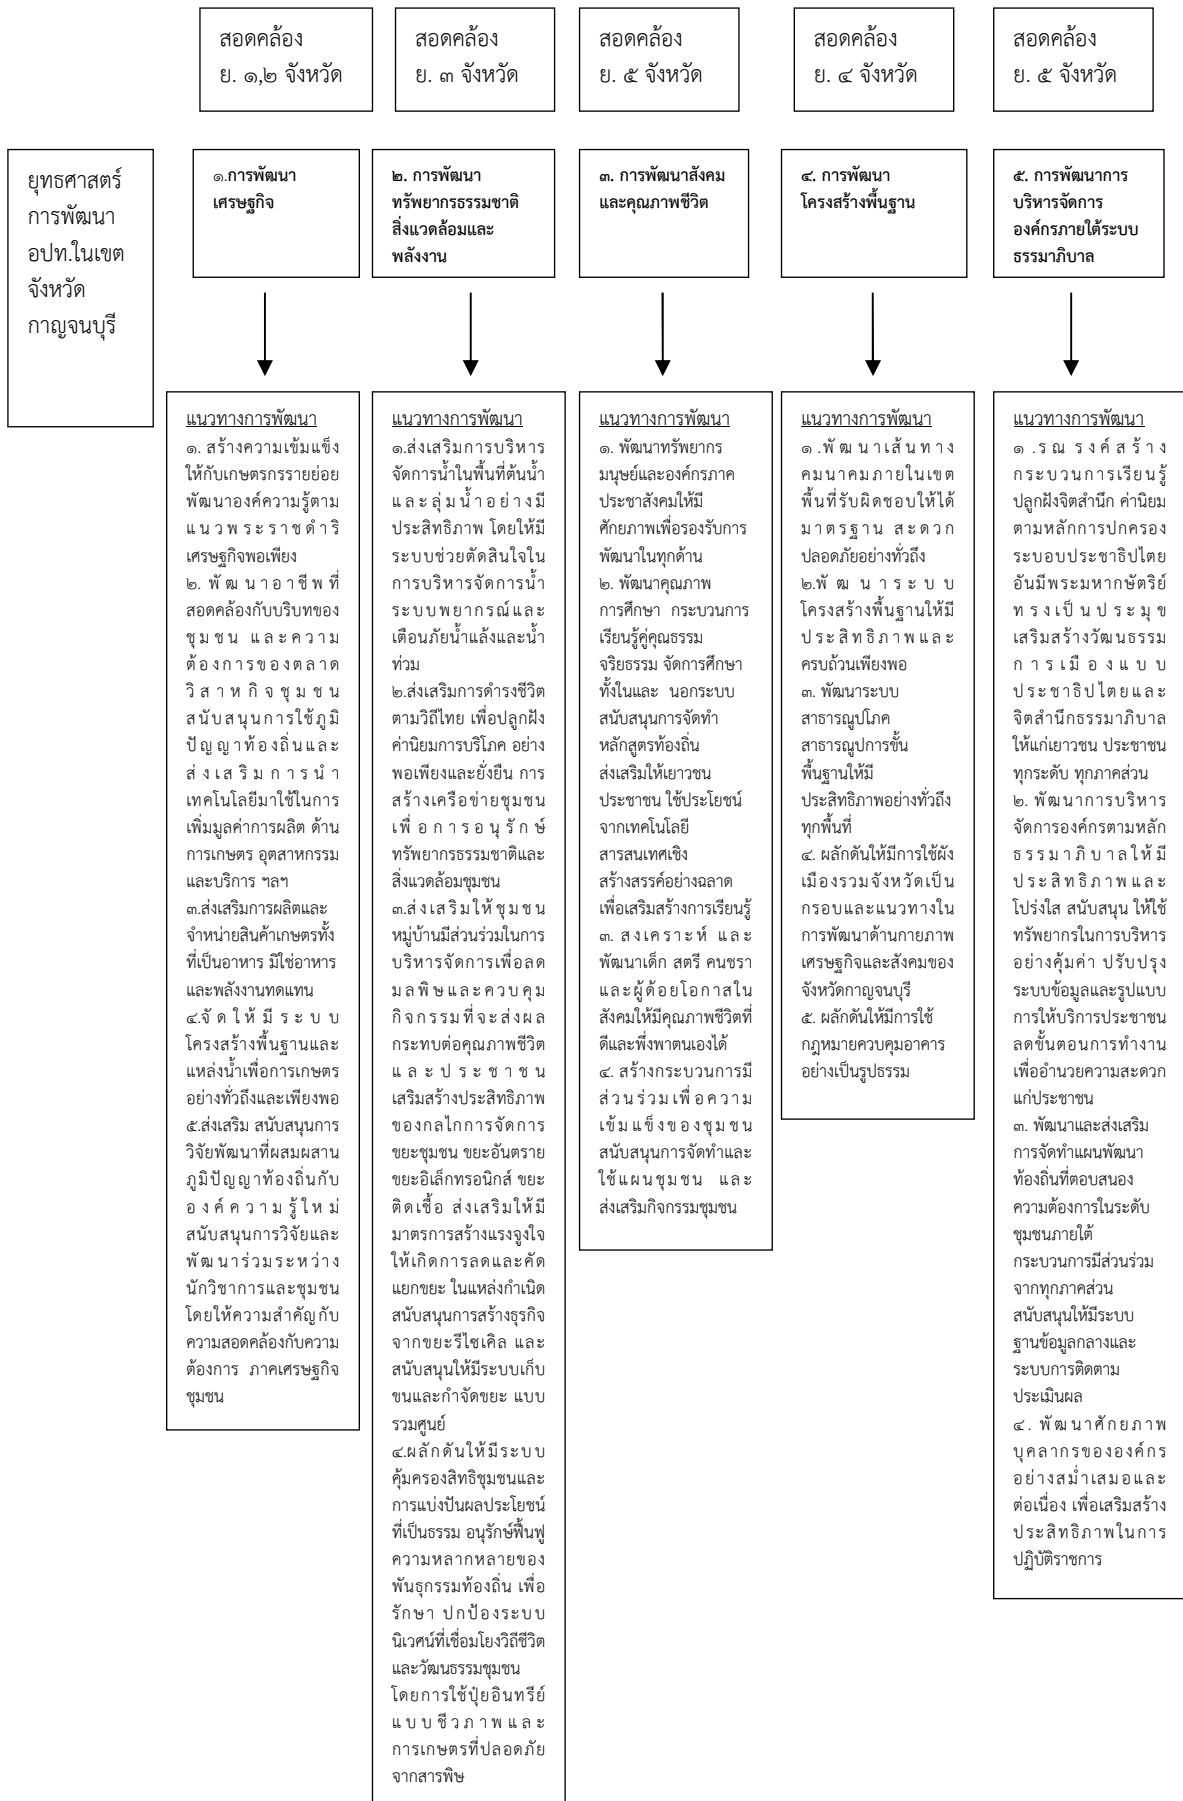 สอดคล้อง
ย. ๑,๒ จังหวัด
สอดคล้อง
ย. ๓ จังหวัด
สอดคล้อง
ย. ๕ จังหวัด
สอดคล้อง
ย. ๔ จังหวัด
สอดคล้อง
ย. ๕ จังหวัด
ยุทธศาสตร์
การพัฒนา
อปท.ในเขต
จังหวัด
กาญจนบุรี
๑.การพัฒนา
เศรษฐกิจ
๒. การพัฒนา
ทรัพยากรธรรมชาติ
สิ่งแวดล้อมและ
พลังงาน
๓. การพัฒนาสังคม
และคุณภาพชีวิต
๔. การพัฒนา
โครงสร้างพื้นฐาน
๕. การพัฒนาการ
บริหารจัดการ
องค์กรภายใต้ระบบ
ธรรมาภิบาล
แนวทางการพัฒนา
๑. สร้างความเข้มแข็ง
ให้กับเกษตรกรรายย่อย
พัฒนาองค์ความรู้ตาม
แนวพระราชดำริ
เศรษฐกิจพอเพียง
๒. พัฒนาอาชีพที่
สอดคล้องกับบริบทของ
ชุมชน และความ
ต้องการของตลาด
วิสาหกิจชุมชน
สนับสนุนการใช้ภูมิ
ปัญญาท้องถิ่นและ
ส่งเสริมการนำ
เทคโนโลยีมาใช้ในการ
เพิ่มมูลค่าการผลิต ด้าน
การเกษตร อุตสาหกรรม
และบริการ ฯลฯ
๓.ส่งเสริมการผลิตและ
จำหน่ายสินค้าเกษตรทั้ง
ที่เป็นอาหาร มิใช่อาหาร
และพลังงานทดแทน
๔.จัดให้มีระบบ
โครงสร้างพื้นฐานและ
แหล่งน้ำเพื่อการเกษตร
อย่างทั่วถึงและเพียงพอ
๕.ส่งเสริม สนับสนุนการ
วิจัยพัฒนาที่ผสมผสาน
ภูมิปัญญาท้องถิ่นกับ
องค์ความรู้ใหม่
สนับสนุนการวิจัยและ
พัฒนาร่วมระหว่าง
นักวิชาการและชุมชน
โดยให้ความสำคัญกับ
ความสอดคล้องกับความ
ต้องการ ภาคเศรษฐกิจ
ชุมชน
แนวทางการพัฒนา
๑.ส่งเสริมการบริหาร
จัดการน้ำในพื้นที่ต้นน้ำ
และลุ่มน้ำอย่างมี
ประสิทธิภาพ โดยให้มี
ระบบช่วยตัดสินใจใน
การบริหารจัดการน้ำ
ระบบพยากรณ์และ
เตือนภัยน้ำแล้งและน้ำ
ท่วม
๒.ส่งเสริมการดำรงชีวิต
ตามวิถีไทย เพื่อปลูกฝัง
ค่านิยมการบริโภค อย่าง
พอเพียงและยั่งยืน การ
สร้างเครือข่ายชุมชน
เพื่อการอนุรักษ์
ทรัพยากรธรรมชาติและ
สิ่งแวดล้อมชุมชน
๓.ส่งเสริมให้ชุมชน
หมู่บ้านมีส่วนร่วมในการ
บริหารจัดการเพื่อลด
มลพิษและควบคุม
กิจกรรมที่จะส่งผล
กระทบต่อคุณภาพชีวิต
และประชาชน
เสริมสร้างประสิทธิภาพ
ของกลไกการจัดการ
ขยะชุมชน ขยะอันตราย
ขยะอิเล็กทรอนิกส์ ขยะ
ติดเชื้อ ส่งเสริมให้มี
มาตรการสร้างแรงจูงใจ
ให้เกิดการลดและคัด
แยกขยะ ในแหล่งกำเนิด
สนับสนุนการสร้างธุรกิจ
จากขยะรีไซเคิล และ
สนับสนุนให้มีระบบเก็บ
ขนและกำจัดขยะ แบบ
รวมศูนย์
๔.ผลักดันให้มีระบบ
คุ้มครองสิทธิชุมชนและ
การแบ่งปันผลประโยชน์
ที่เป็นธรรม อนุรักษ์ฟื้นฟู
ความหลากหลายของ
พันธุกรรมท้องถิ่น เพื่อ
รักษา ปกป้องระบบ
นิเวศน์ที่เชื่อมโยงวิถีชีวิต
และวัฒนธรรมชุมชน
โดยการใช้ปุ๋ยอินทรีย์
แบบชีวภาพและ
การเกษตรที่ปลอดภัย
จากสารพิษ
แนวทางการพัฒนา
๑. พัฒนาทรัพยากร
มนุษย์และองค์กรภาค
ประชาสังคมให้มี
ศักยภาพเพื่อรองรับการ
พัฒนาในทุกด้าน
๒. พัฒนาคุณภาพ
การศึกษา กระบวนการ
เรียนรู้คู่คุณธรรม
จริยธรรม จัดการศึกษา
ทั้งในและ นอกระบบ
สนับสนุนการจัดทำ
หลักสูตรท้องถิ่น
ส่งเสริมให้เยาวชน
ประชาชน ใช้ประโยชน์
จากเทคโนโลยี
สารสนเทศเชิง
สร้างสรรค์อย่างฉลาด
เพื่อเสริมสร้างการเรียนรู้
๓. สงเคราะห์ และ
พัฒนาเด็ก สตรี คนชรา
และผู้ด้อยโอกาสใน
สังคมให้มีคุณภาพชีวิตที่
ดีและพึ่งพาตนเองได้
๔. สร้างกระบวนการมี
ส่วนร่วมเพื่อความ
เข้มแข็งของชุมชน
สนับสนุนการจัดทำและ
ใช้แผนชุมชน และ
ส่งเสริมกิจกรรมชุมชน
แนวทางการพัฒนา
๑.พัฒนาเส้นทาง
คมนาคมภายในเขต
พื้นที่รับผิดชอบให้ได้
มาตรฐาน สะดวก
ปลอดภัยอย่างทั่วถึง
๒.พัฒนาระบบ
โครงสร้างพื้นฐานให้มี
ประสิทธิภาพและ
ครบถ้วนเพียงพอ
๓. พัฒนาระบบ
สาธารณูปโภค
สาธารณูปการขั้น
พื้นฐานให้มี
ประสิทธิภาพอย่างทั่วถึง
ทุกพื้นที่
๔. ผลักดันให้มีการใช้ผัง
เมืองรวมจังหวัดเป็น
กรอบและแนวทางใน
การพัฒนาด้านกายภาพ
เศรษฐกิจและสังคมของ
จังหวัดกาญจนบุรี
๕. ผลักดันให้มีการใช้
กฎหมายควบคุมอาคาร
อย่างเป็นรูปธรรม
แนวทางการพัฒนา
๑.รณรงค์สร้าง
กระบวนการเรียนรู้
ปลูกฝังจิตสำนึก ค่านิยม
ตามหลักการปกครอง
ระบอบประชาธิปไตย
อันมีพระมหากษัตริย์
ทรงเป็นประมุข
เสริมสร้างวัฒนธรรม
การเมืองแบบ
ประชาธิปไตยและ
จิตสำนึกธรรมาภิบาล
ให้แก่เยาวชน ประชาชน
ทุกระดับ ทุกภาคส่วน
๒. พัฒนาการบริหาร
จัดการองค์กรตามหลัก
ธรรมาภิบาลให้มี
ประสิทธิภาพและ
โปร่งใส สนับสนุน ให้ใช้
ทรัพยากรในการบริหาร
อย่างคุ้มค่า ปรับปรุง
ระบบข้อมูลและรูปแบบ
การให้บริการประชาชน
ลดขั้นตอนการทำงาน
เพื่ออำนวยความสะดวก
แก่ประชาชน
๓. พัฒนาและส่งเสริม
การจัดทำแผนพัฒนา
ท้องถิ่นที่ตอบสนอง
ความต้องการในระดับ
ชุมชนภายใต้
กระบวนการมีส่วนร่วม
จากทุกภาคส่วน
สนับสนุนให้มีระบบ
ฐานข้อมูลกลางและ
ระบบการติดตาม
ประเมินผล
๔. พัฒนาศักยภาพ
บุคลากรขององค์กร
อย่างสม่ำเสมอและ
ต่อเนื่อง เพื่อเสริมสร้าง
ประสิทธิภาพในการ
ปฏิบัติราชการ